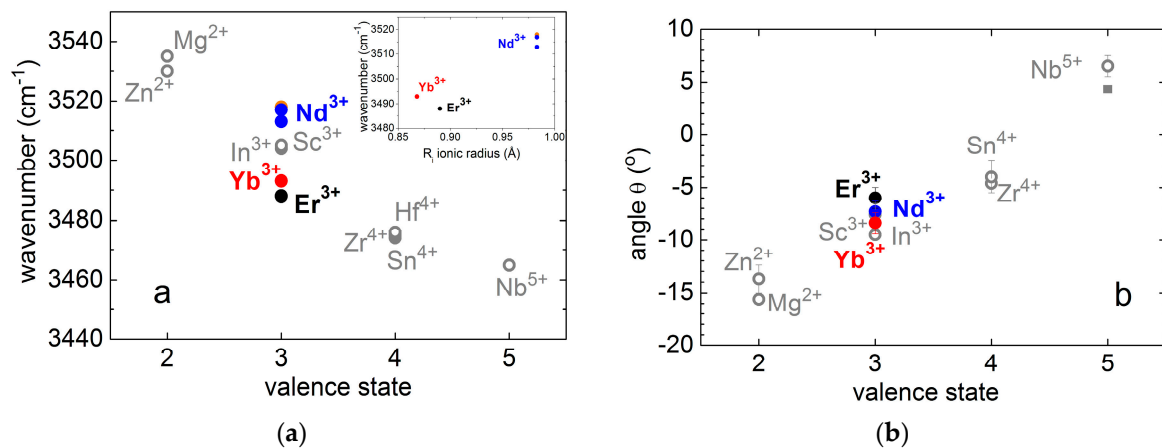 3540
3520
3500
3480
3460
3440
wavenumber (cm⁻¹)
2
3
4
5
valence state
Mg²⁺
Zn²⁺
Nd³⁺
Sc³⁺
In³⁺
Yb³⁺
Er³⁺
Hf⁴⁺
Zr⁴⁺
Sn⁴⁺
Nb⁵⁺
a
3520
3510
3500
3490
3480
wavenumber (cm⁻¹)
Nd³⁺
Yb³⁺
Er³⁺
0.85
0.90
0.95
1.00
Rᵢ ionic radius (Å)
(a)
10
5
0
-5
-10
-15
-20
angle θ (º)
2
3
4
5
valence state
Nb⁵⁺
Sn⁴⁺
Zr⁴⁺
Er³⁺
Nd³⁺
Sc³⁺
In³⁺
Yb³⁺
Zn²⁺
Mg²⁺
b
(b)